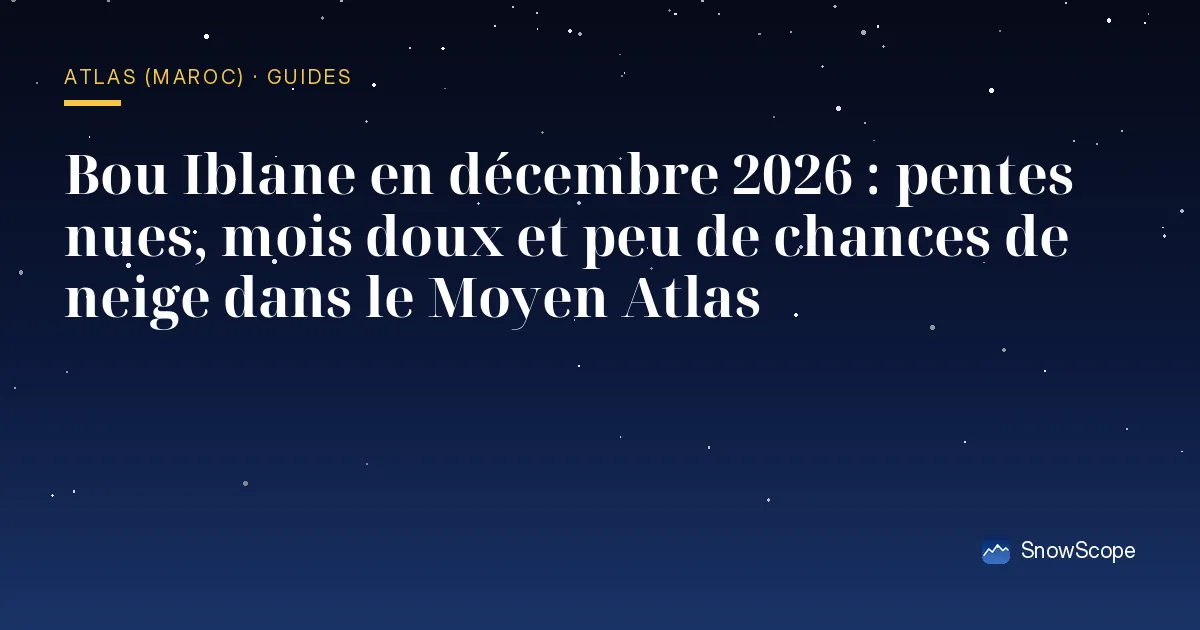 ATLAS (MAROC) · GUIDES
Bou Iblane en décembre 2026 : pentes
nues, mois doux et peu de chances de
neige dans le Moyen Atlas
SnowScope